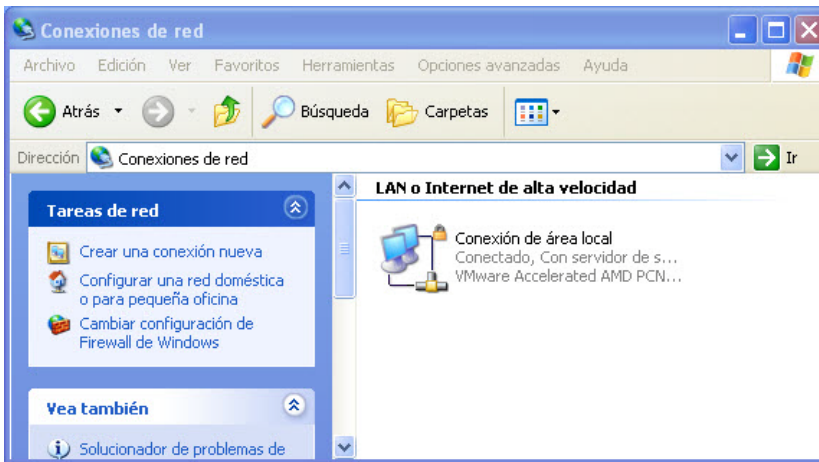 Conexiones de red
Archivo Edición Ver Favoritos Herramientas Opciones avanzadas Ayuda
Atrás Búsqueda Carpetas
Dirección Conexiones de red Ir
Tareas de red
Crear una conexión nueva
Configurar una red doméstica
o para pequeña oficina
Cambiar configuración de
Firewall de Windows
Vea también
Solucionador de problemas de
LAN o Internet de alta velocidad
Conexión de área local
Conectado, Con servidor de s...
VMware Accelerated AMD PCN...